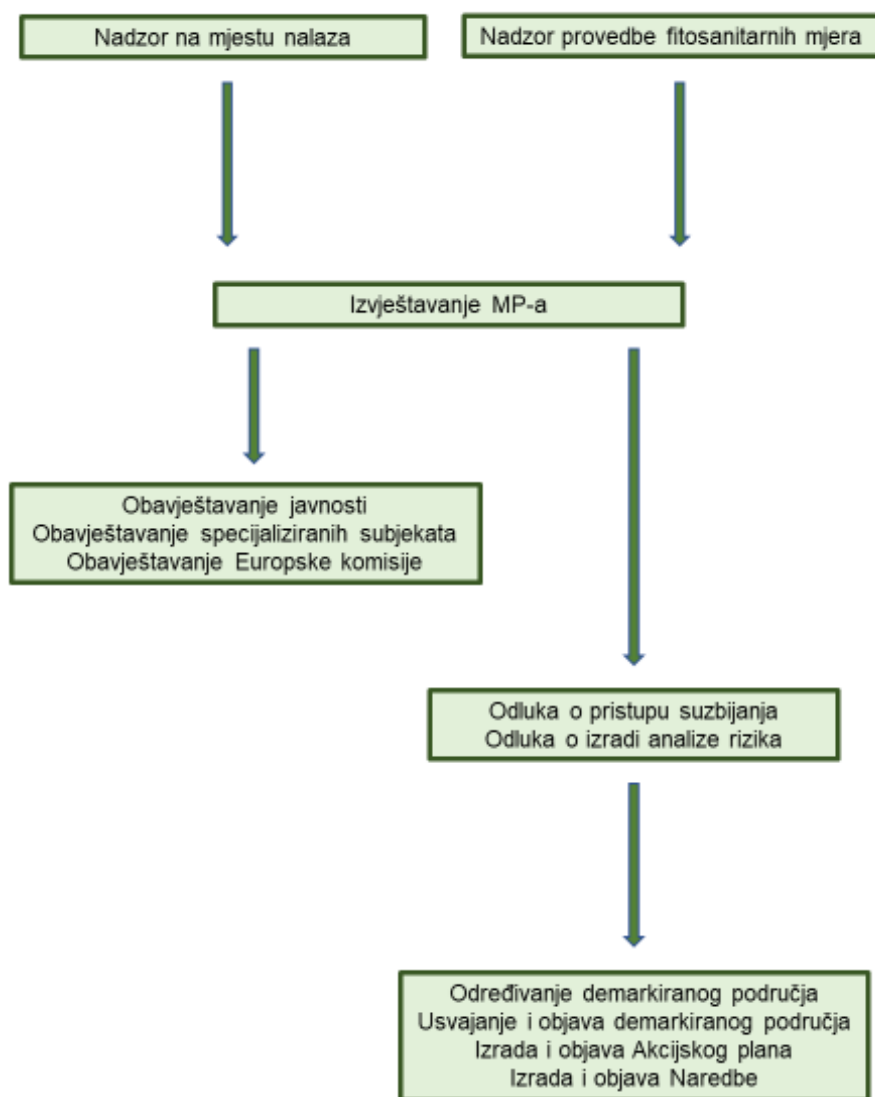 Nadzor na mjestu nalaza
Nadzor provedbe fitosanitarnih mjera
Izvještavanje MP-a
Obavještavanje javnosti
Obavještavanje specijaliziranih subjekata
Obavještavanje Europske komisije
Odluka o pristupu suzbijanja
Odluka o izradi analize rizika
Određivanje demarkiranog područja
Usvajanje i objava demarkiranog područja
Izrada i objava Akcijskog plana
Izrada i objava Naredbe